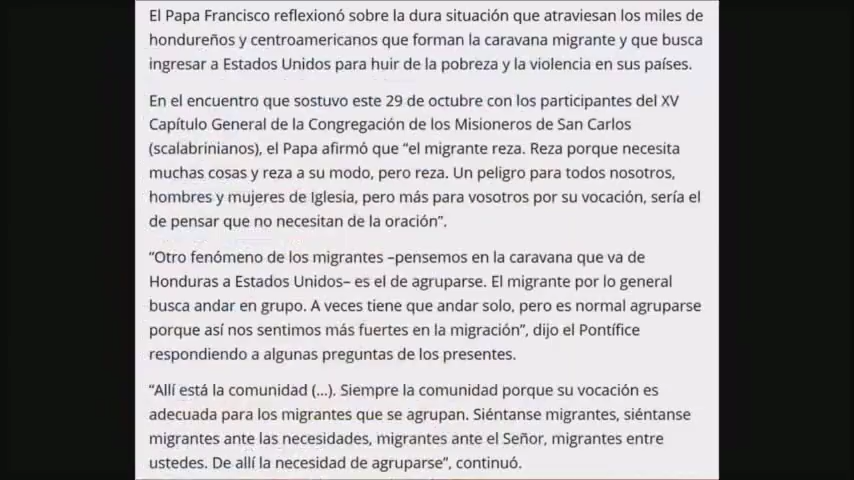 El Papa Francisco reflexionó sobre la dura situación que atraviesan los miles de
hondureños y centroamericanos que forman la caravana migrante y que busca
ingresar a Estados Unidos para huir de la pobreza y la violencia en sus países.
En el encuentro que sostuvo este 29 de octubre con los participantes del XV
Capítulo General de la Congregación de los Misioneros de San Carlos
(scalabrinianos), el Papa afirmó que “el migrante reza. Reza porque necesita
muchas cosas y reza a su modo, pero reza. Un peligro para todos nosotros,
hombres y mujeres de Iglesia, pero más para vosotros por su vocación, sería el
de pensar que no necesitan de la oración”.
“Otro fenómeno de los migrantes –pensemos en la caravana que va de
Honduras a Estados Unidos– es el de agruparse. El migrante por lo general
busca andar en grupo. A veces tiene que andar solo, pero es normal agruparse
porque así nos sentimos más fuertes en la migración”, dijo el Pontífice
respondiendo a algunas preguntas de los presentes.
“Allí está la comunidad (...). Siempre la comunidad porque su vocación es
adecuada para los migrantes que se agrupan. Siéntanse migrantes, siéntanse
migrantes ante las necesidades, migrantes ante el Señor, migrantes entre
ustedes. De allí la necesidad de agruparse”, continuó.